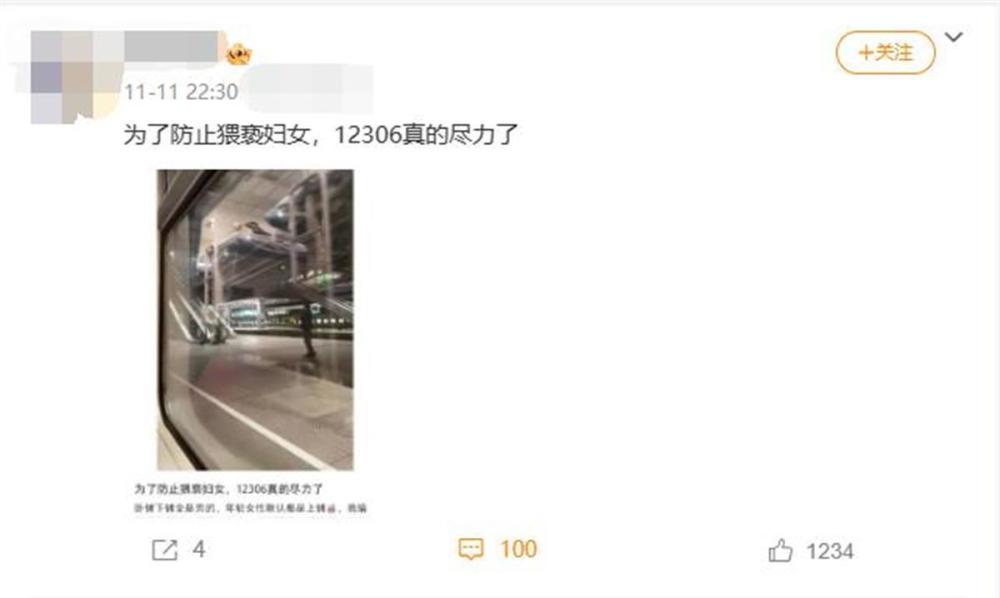 +关注
11-11 22:30
为了防止猥亵妇女，12306真的尽力了
为了防止猥亵妇女，12306真的尽力了
卧铺下铺全是男的，年轻女性默认都是上铺
4
100
1234